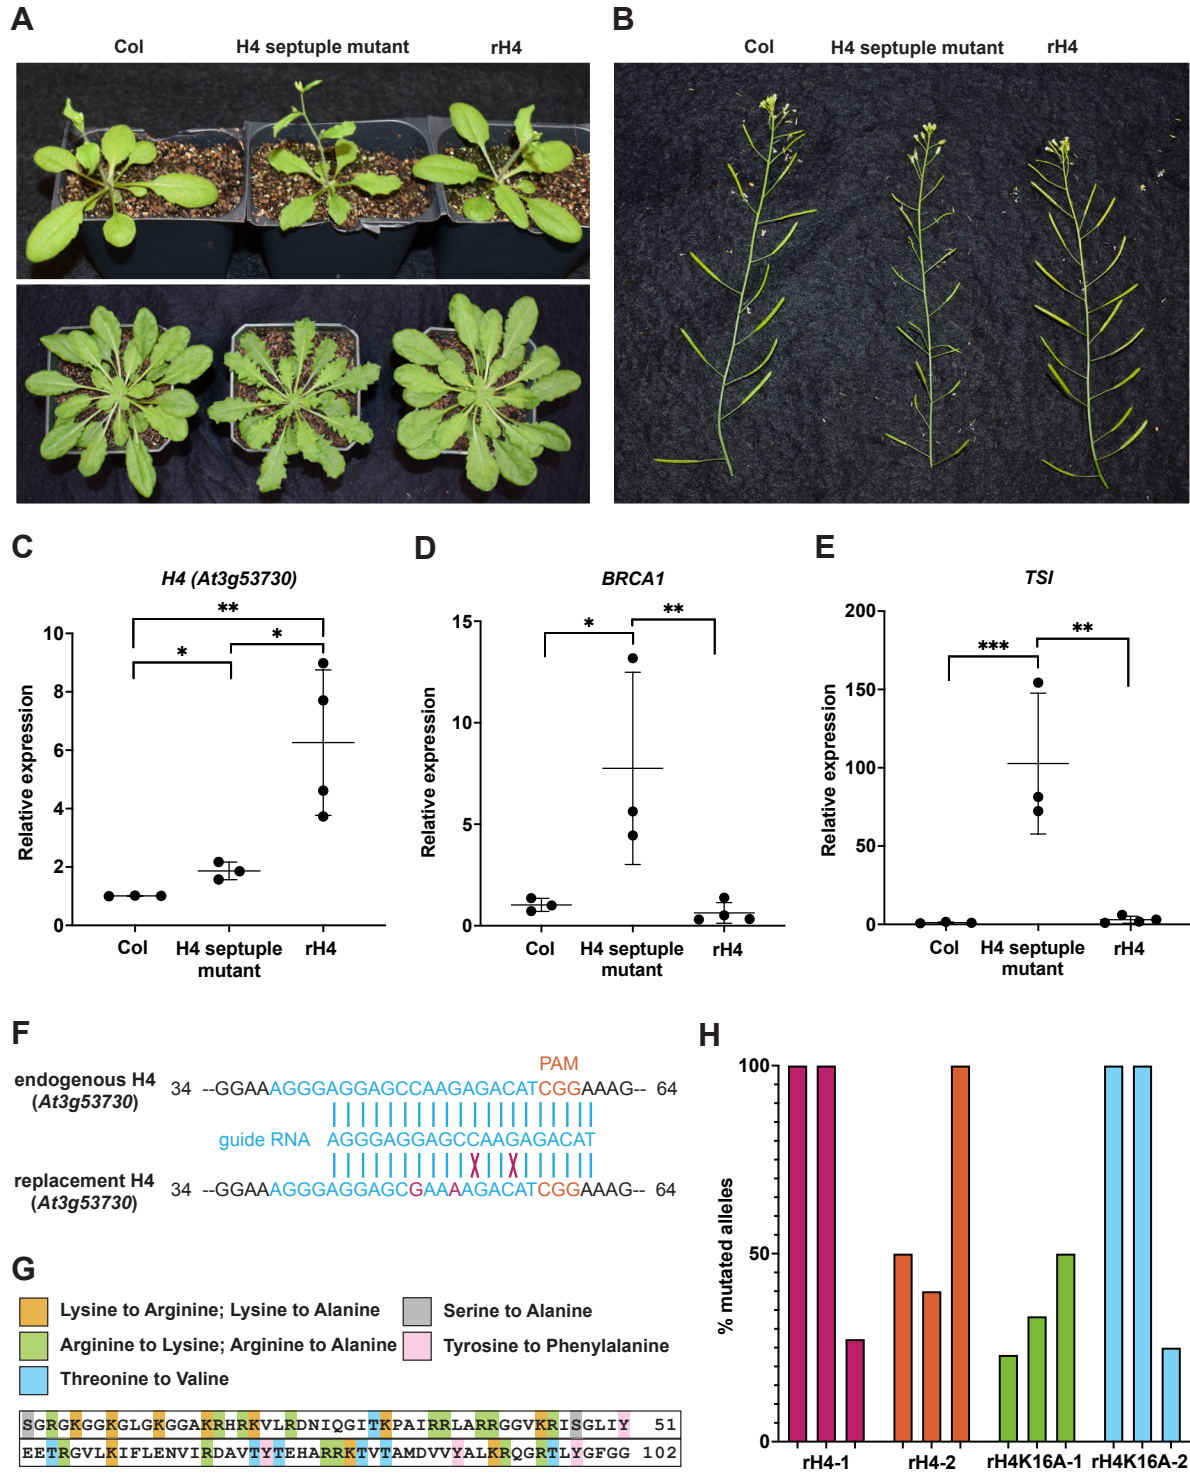 A
Col
H4 septuple mutant
rH4
B
Col
H4 septuple mutant
rH4
C
H4 (At3g53730)
**
*
*
Relative expression
10
8
6
4
2
0
Col
H4 septuple mutant
rH4
D
BRCA1
*
**
Relative expression
15
10
5
0
Col
H4 septuple mutant
rH4
E
TSI
***
**
Relative expression
200
150
100
50
0
Col
H4 septuple mutant
rH4
F
PAM
endogenous H4 (At3g53730)
34 --GGAAAGGGAGGAGCCAAGAGACATCGGAAAG-- 64
guide RNA AGGGAGGAGCCAAGAGACAT
replacement H4 (At3g53730)
34 --GGAAAGGGAGGAGCGAAAAGACATCGGAAAG-- 64
G
Lysine to Arginine; Lysine to Alanine
Arginine to Lysine; Arginine to Alanine
Threonine to Valine
Serine to Alanine
Tyrosine to Phenylalanine
SGRGKGGKGLGKGGAKRHRKVLRDNIQGITKPAIRRLARRGGVKRISGLIY 51
EETRGVLKIFLENVIRDAVTYTEHARRKTVTAMDVVYALKRQGRTLYGFGG 102
H
% mutated alleles
100
50
0
rH4-1
rH4-2
rH4K16A-1
rH4K16A-2